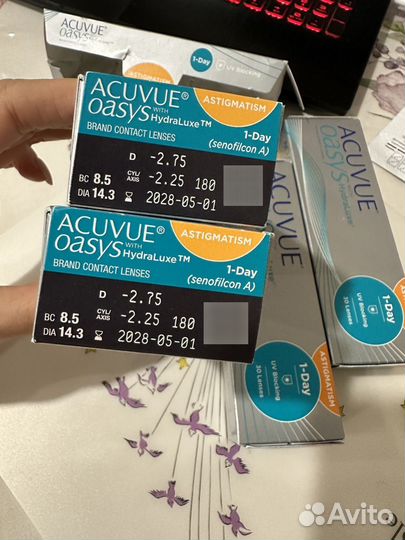 ACUVUE®
OASYS
1-Day
UV Blocking
ACUVUE®
OASYS WITH HydraLuxe™
BRAND CONTACT LENSES
ASTIGMATISM
1-Day
(senofilcon A)
D -2.75
BC 8.5 CYL/AXIS -2.25 180
DIA 14.3 2028-05-01
ACUVUE®
OASYS WITH HydraLuxe™
BRAND CONTACT LENSES
ASTIGMATISM
1-Day
(senofilcon A)
D -2.75
BC 8.5 CYL/AXIS -2.25 180
DIA 14.3 2028-05-01
ACUVUE
OASYS HydraLuxe™
1-Day
UV Blocking
30 Lenses
ASTIGMATISM
1-Day
UV Blocking
30 Lenses
ASTIGMATISM
Avito